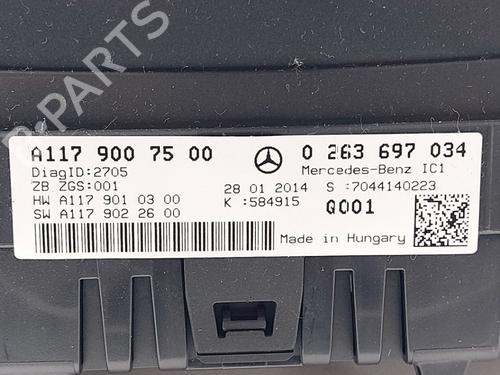 A117 900 75 00
0 263 697 034
DiagID:2705
Mercedes-Benz IC1
ZB ZGS:001
28 01 2014 S :7044140223
HW A117 901 03 00
K :584915
Q001
SW A117 902 26 00
Made in Hungary
B-PARTS